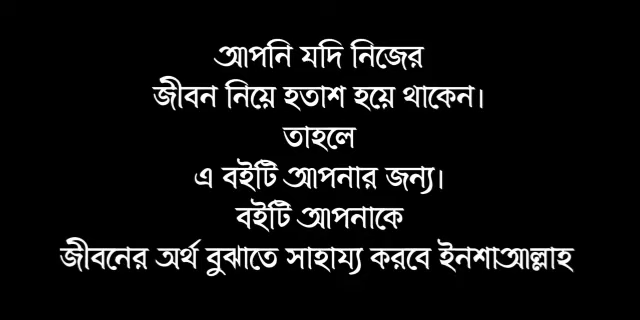 আপনি যদি নিজের
জীবন নিয়ে হতাশ হয়ে থাকেন।
তাহলে
এ বইটি আপনার জন্য।
বইটি আপনাকে
জীবনের অর্থ বুঝাতে সাহায্য করবে ইনশাআল্লাহ